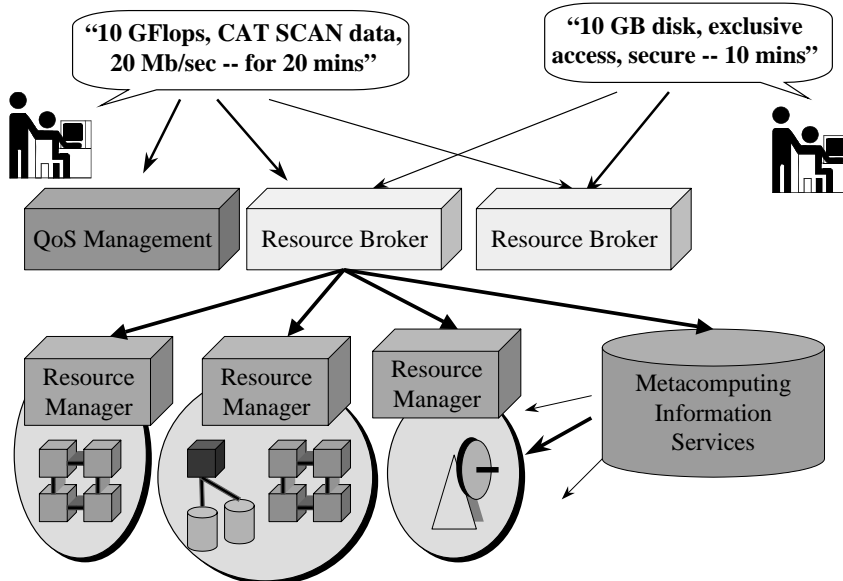 “10 GFlops, CAT SCAN data,
20 Mb/sec -- for 20 mins”
“10 GB disk, exclusive
access, secure -- 10 mins”
QoS Management
Resource Broker
Resource Broker
Resource
Manager
Resource
Manager
Resource
Manager
Metacomputing
Information
Services